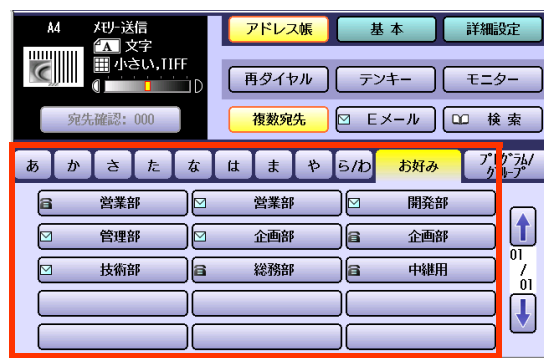 A4 メモリー送信
A 文字
小さい,TIFF
宛先確認: 000
アドレス帳 基本 詳細設定
再ダイヤル テンキー モニター
複数宛先 Eメール 検索
あ か さ た な は ま や ら/わ お好み プログラム/グループ
営業部 営業部 開発部
管理部 企画部 企画部
技術部 総務部 中継用
01
/
01